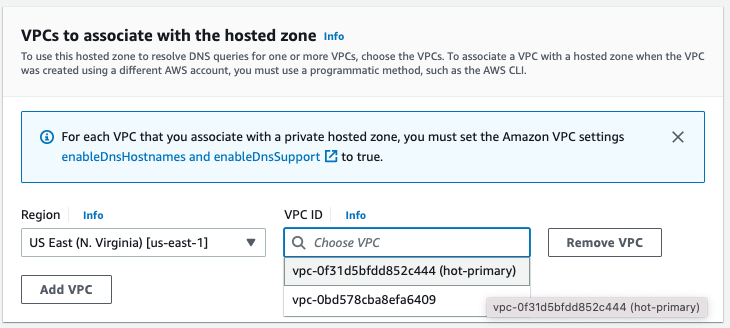 VPCs to associate with the hosted zone Info
To use this hosted zone to resolve DNS queries for one or more VPCs, choose the VPCs. To associate a VPC with a hosted zone when the VPC
was created using a different AWS account, you must use a programmatic method, such as the AWS CLI.
For each VPC that you associate with a private hosted zone, you must set the Amazon VPC settings
enableDnsHostnames and enableDnsSupport to true.
Region Info VPC ID Info
US East (N. Virginia) [us-east-1] Choose VPC Remove VPC
vpc-0f31d5bfdd852c444 (hot-primary)
Add VPC
vpc-0bd578cba8efa6409
vpc-0f31d5bfdd852c444 (hot-primary)